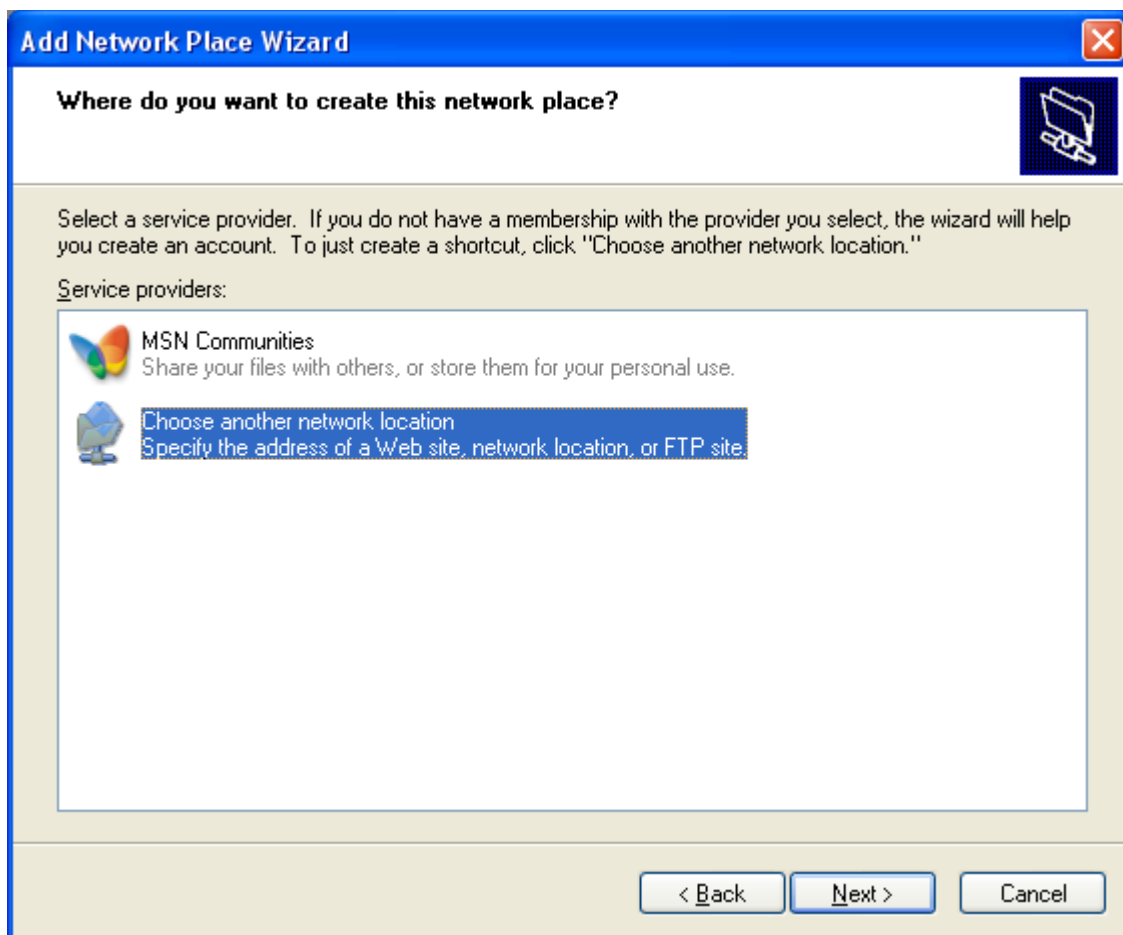 Add Network Place Wizard
Where do you want to create this network place?
Select a service provider.  If you do not have a membership with the provider you select, the wizard will help
you create an account.  To just create a shortcut, click "Choose another network location."
Service providers:
MSN Communities
Share your files with others, or store them for your personal use.
Choose another network location
Specify the address of a Web site, network location, or FTP site.
< Back
Next >
Cancel